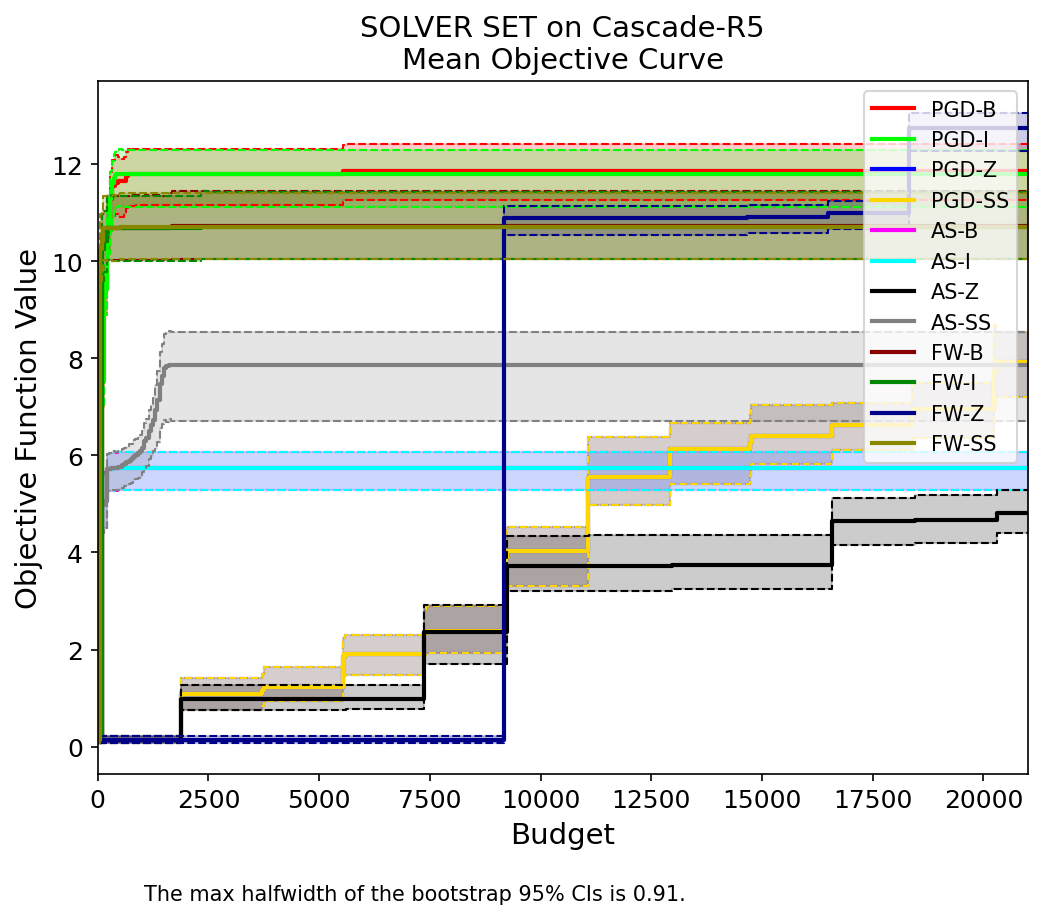 SOLVER SET on Cascade-R5
Mean Objective Curve
Objective Function Value
12
10
8
6
4
2
0
PGD-B
PGD-I
PGD-Z
PGD-SS
AS-B
AS-I
AS-Z
AS-SS
FW-B
FW-I
FW-Z
FW-SS
0 2500 5000 7500 10000 12500 15000 17500 20000
Budget
The max halfwidth of the bootstrap 95% CIs is 0.91.